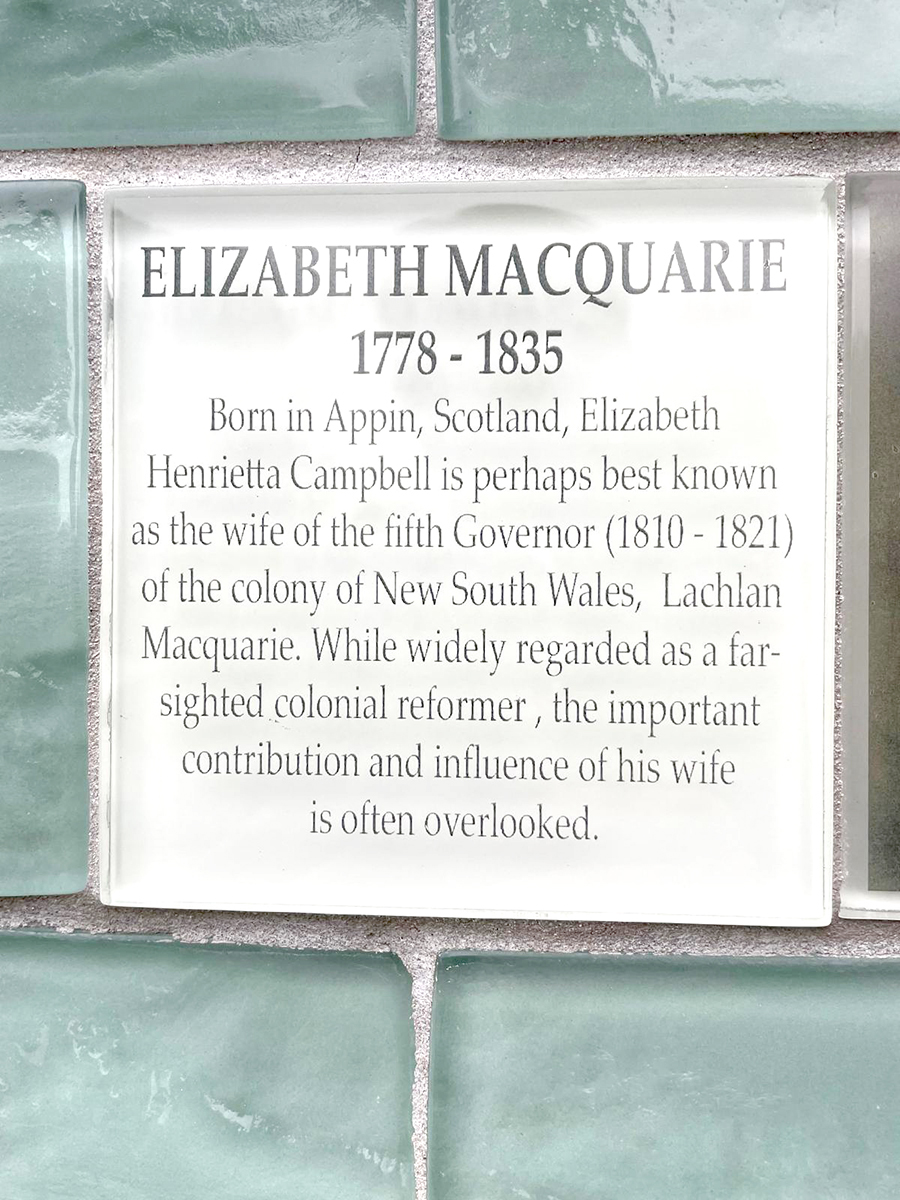 ELIZABETH MACQUARIE
1778 - 1835
Born in Appin, Scotland, Elizabeth
Henrietta Campbell is perhaps best known
as the wife of the fifth Governor (1810 - 1821)
of the colony of New South Wales,  Lachlan
Macquarie. While widely regarded as a far-
sighted colonial reformer , the important
contribution and influence of his wife
is often overlooked.